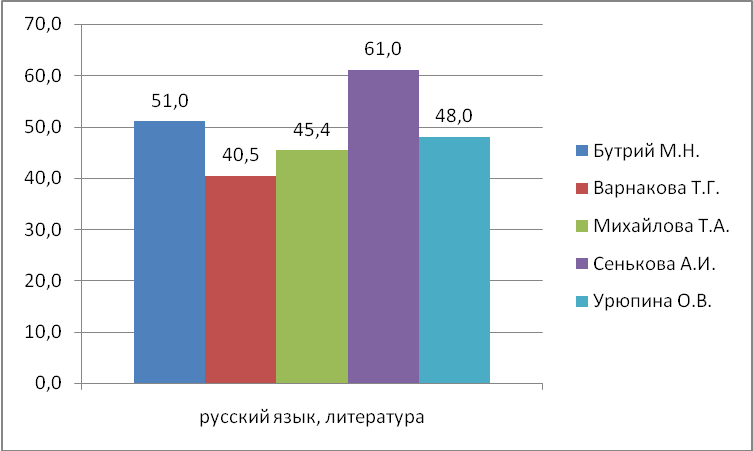 70,0
60,0
50,0
40,0
30,0
20,0
10,0
0,0
51,0
40,5
45,4
61,0
48,0
русский язык, литература
Бутрий М.Н.
Варнакова Т.Г.
Михайлова Т.А.
Сенькова А.И.
Урюпина О.В.